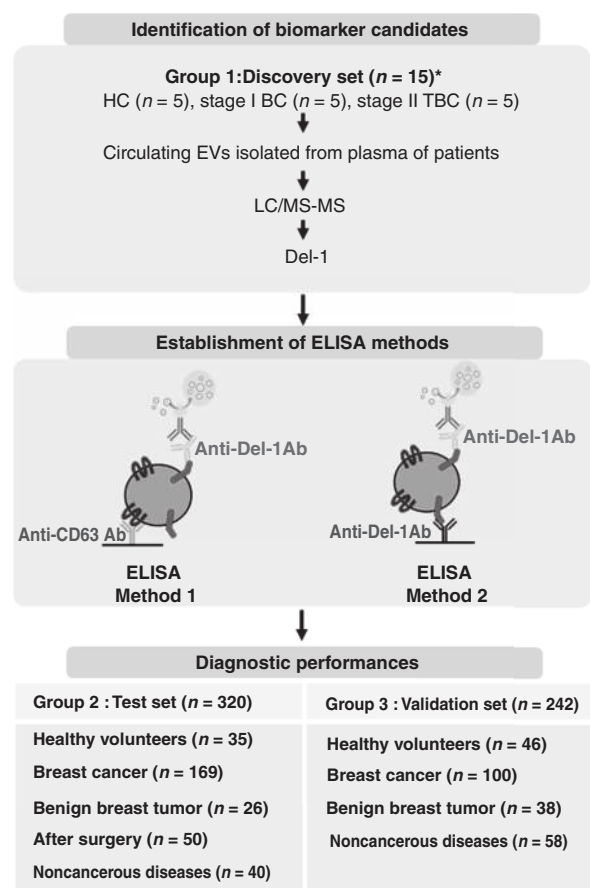 Identification of biomarker candidates
Group 1:Discovery set (n = 15)*
HC (n = 5), stage I BC (n = 5), stage II TBC (n = 5)
Circulating EVs isolated from plasma of patients
LC/MS-MS
Del-1
Establishment of ELISA methods
Anti-Del-1Ab
Anti-CD63 Ab
ELISA
Method 1
Anti-Del-1Ab
Anti-Del-1Ab
ELISA
Method 2
Diagnostic performances
Group 2 : Test set (n = 320)
Healthy volunteers (n = 35)
Breast cancer (n = 169)
Benign breast tumor (n = 26)
After surgery (n = 50)
Noncancerous diseases (n = 40)
Group 3 : Validation set (n = 242)
Healthy volunteers (n = 46)
Breast cancer (n = 100)
Benign breast tumor (n = 38)
Noncancerous diseases (n = 58)